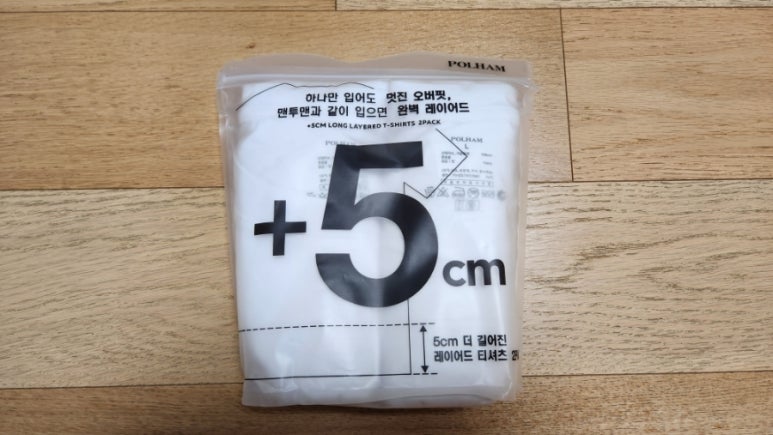 POLHAM
하나만 입어도 멋진 오버핏,
맨투맨과 같이 입으면 완벽 레이어드
+5CM LONG LAYERED T-SHIRTS 2PACK
POLHAM
POLHAM
L
+5cm
5cm 더 길어진
레이어드 티셔츠